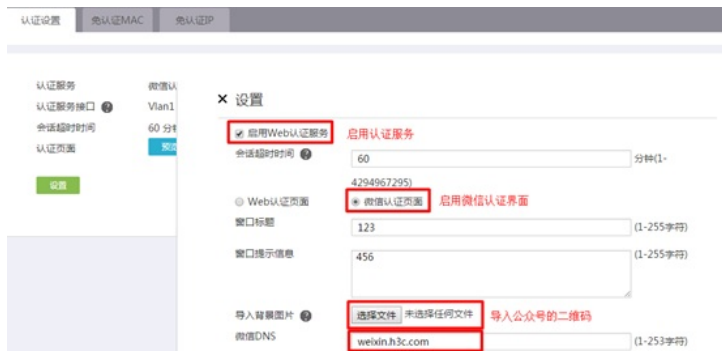 认证设置 免认证MAC 免认证IP
认证服务 微信认
认证服务接口 Vlan1
会话超时时间 60 分钟
认证页面 预览
设置
× 设置
启用Web认证服务 启用认证服务
会话超时时间 60 分钟(1-
4294967295)
Web认证页面 微信认证页面 启用微信认证界面
窗口标题 123 (1-255字符)
窗口提示信息 456 (1-255字符)
导入背景图片 选择文件 未选择任何文件 导入公众号的二维码
微信DNS weixin.h3c.com (1-253字符)